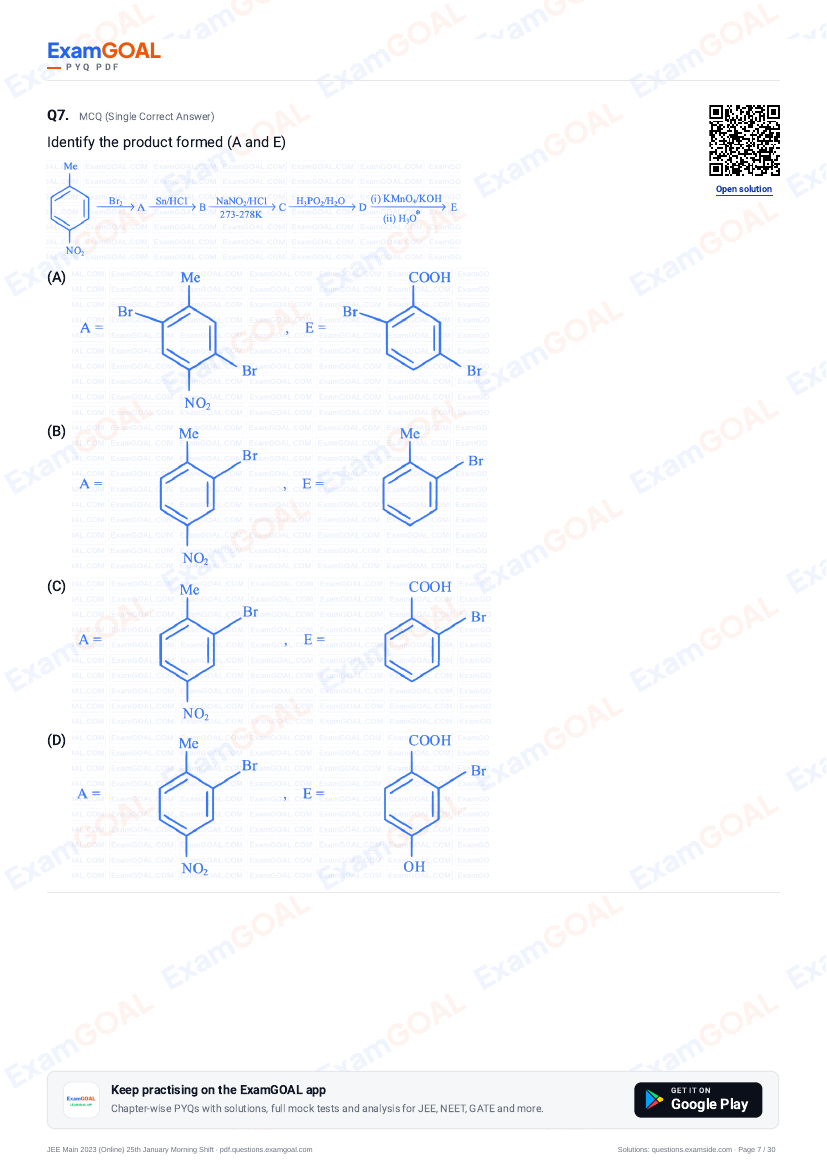 ExamGOAL
PYQ PDF
Q7. MCQ (Single Correct Answer)
Identify the product formed (A and E)
Open solution
Me
NO₂
Br₂ A Sn/HCl B NaNO₂/HCl 273-278K C H₃PO₂/H₂O D (i) KMnO₄/KOH (ii) H₃O⊕ E
(A)
Me
Br
A =
Br
NO₂
, E =
COOH
Br
Br
(B)
Me
Br
A =
NO₂
, E =
Me
Br
(C)
Me
Br
A =
NO₂
, E =
COOH
Br
(D)
Me
Br
A =
NO₂
, E =
COOH
Br
OH
ExamGOAL
Keep practising on the ExamGOAL app
Chapter-wise PYQs with solutions, full mock tests and analysis for JEE, NEET, GATE and more.
GET IT ON
Google Play
JEE Main 2023 (Online) 25th January Morning Shift · pdf.questions.examgoal.com
Solutions: questions.examside.com · Page 7 / 30